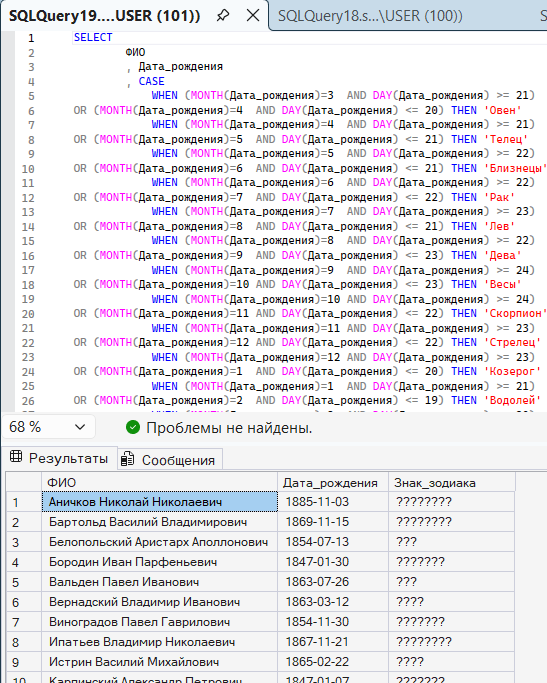 SQLQuery19....USER (101))
SQLQuery18.s...\USER (100))
1 SELECT
2 ФИО
3 , Дата_рождения
4 , CASE
5 WHEN (MONTH(Дата_рождения)=3 AND DAY(Дата_рождения) >= 21)
6 OR (MONTH(Дата_рождения)=4 AND DAY(Дата_рождения) <= 20) THEN 'Овен'
7 WHEN (MONTH(Дата_рождения)=4 AND DAY(Дата_рождения) >= 21)
8 OR (MONTH(Дата_рождения)=5 AND DAY(Дата_рождения) <= 21) THEN 'Телец'
9 WHEN (MONTH(Дата_рождения)=5 AND DAY(Дата_рождения) >= 22)
10 OR (MONTH(Дата_рождения)=6 AND DAY(Дата_рождения) <= 21) THEN 'Близнецы'
11 WHEN (MONTH(Дата_рождения)=6 AND DAY(Дата_рождения) >= 22)
12 OR (MONTH(Дата_рождения)=7 AND DAY(Дата_рождения) <= 22) THEN 'Рак'
13 WHEN (MONTH(Дата_рождения)=7 AND DAY(Дата_рождения) >= 23)
14 OR (MONTH(Дата_рождения)=8 AND DAY(Дата_рождения) <= 21) THEN 'Лев'
15 WHEN (MONTH(Дата_рождения)=8 AND DAY(Дата_рождения) >= 22)
16 OR (MONTH(Дата_рождения)=9 AND DAY(Дата_рождения) <= 23) THEN 'Дева'
17 WHEN (MONTH(Дата_рождения)=9 AND DAY(Дата_рождения) >= 24)
18 OR (MONTH(Дата_рождения)=10 AND DAY(Дата_рождения) <= 23) THEN 'Весы'
19 WHEN (MONTH(Дата_рождения)=10 AND DAY(Дата_рождения) >= 24)
20 OR (MONTH(Дата_рождения)=11 AND DAY(Дата_рождения) <= 22) THEN 'Скорпион'
21 WHEN (MONTH(Дата_рождения)=11 AND DAY(Дата_рождения) >= 23)
22 OR (MONTH(Дата_рождения)=12 AND DAY(Дата_рождения) <= 22) THEN 'Стрелец'
23 WHEN (MONTH(Дата_рождения)=12 AND DAY(Дата_рождения) >= 23)
24 OR (MONTH(Дата_рождения)=1 AND DAY(Дата_рождения) <= 20) THEN 'Козерог'
25 WHEN (MONTH(Дата_рождения)=1 AND DAY(Дата_рождения) >= 21)
26 OR (MONTH(Дата_рождения)=2 AND DAY(Дата_рождения) <= 19) THEN 'Водолей'
68 % Проблемы не найдены.
Результаты Сообщения
ФИО Дата_рождения Знак_зодиака
1 Аничков Николай Николаевич 1885-11-03 ????????
2 Бартольд Василий Владимирович 1869-11-15 ????????
3 Белопольский Аристарх Аполлонович 1854-07-13 ???
4 Бородин Иван Парфеньевич 1847-01-30 ???????
5 Вальден Павел Иванович 1863-07-26 ???
6 Вернадский Владимир Иванович 1863-03-12 ????
7 Виноградов Павел Гаврилович 1854-11-30 ???????
8 Ипатьев Владимир Николаевич 1867-11-21 ????????
9 Истрин Василий Михайлович 1865-02-22 ????
10 Карпинский Александр Петрович 1847-01-07 ???????